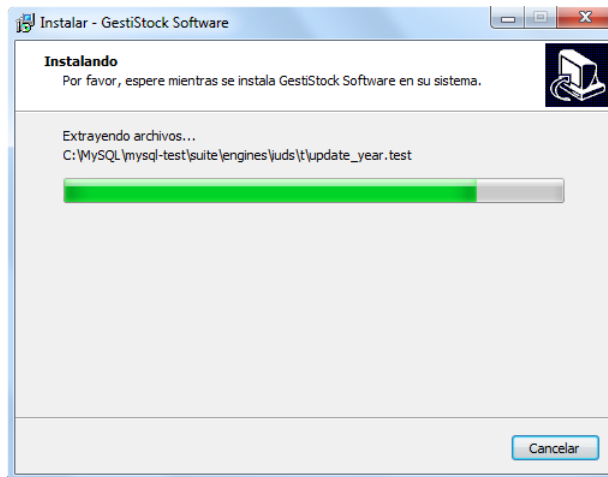 Instalar - GestiStock Software
Instalando
Por favor, espere mientras se instala GestiStock Software en su sistema.
Extrayendo archivos...
C:\MySQL\mysql-test\suite\engines\iuds\t\update_year.test
Cancelar